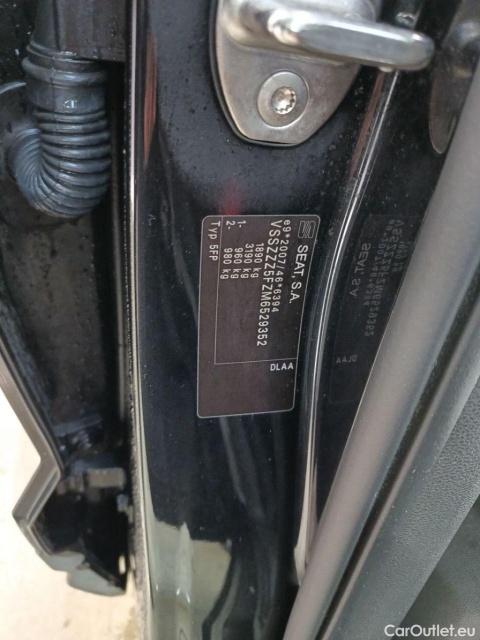 SEAT, S.A.
e9*2007/46*6394
VSSZZZ5FZM6529352
1890 kg
3190 kg
1- 960 kg
2- 980 kg
Typ 5FP
DLAA
CarOutlet.eu